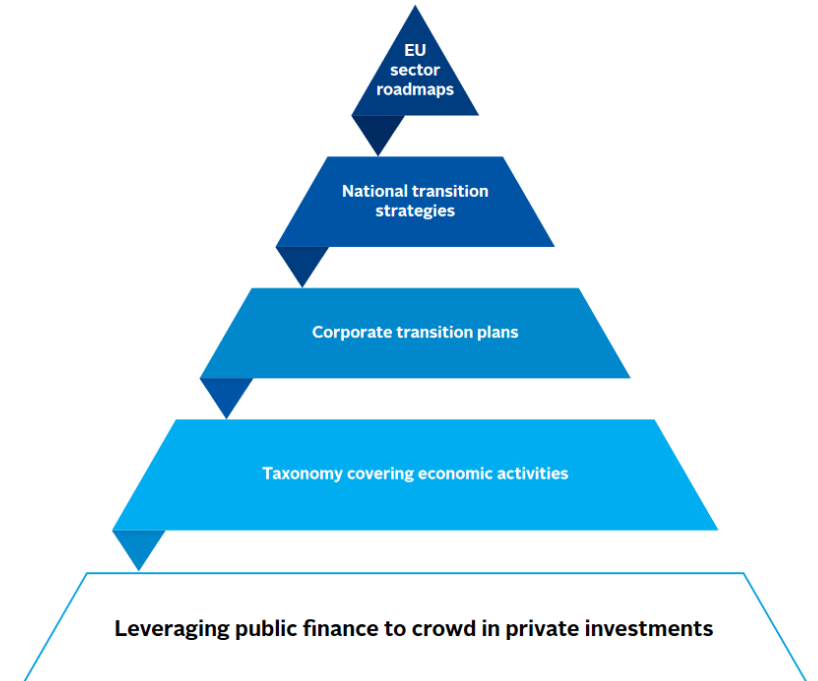 EU
sector
roadmaps
National transition
strategies
Corporate transition plans
Taxonomy covering economic activities
Leveraging public finance to crowd in private investments